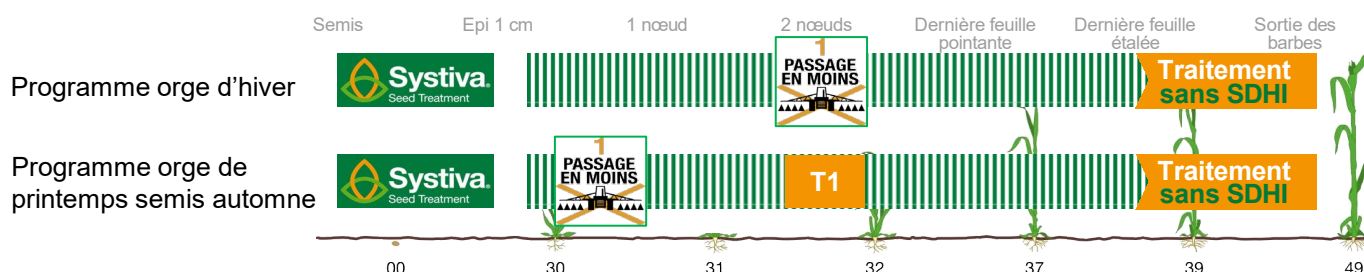 Semis
Epi 1 cm
1 nœud
2 nœuds
Dernière feuille
pointante
Dernière feuille
étalée
Sortie des
barbes
Programme orge d’hiver
Systiva®
Seed Treatment
1
PASSAGE
EN MOINS
Traitement
sans SDHI
Programme orge de
printemps semis automne
Systiva®
Seed Treatment
1
PASSAGE
EN MOINS
T1
Traitement
sans SDHI
00
30
31
32
37
39
49